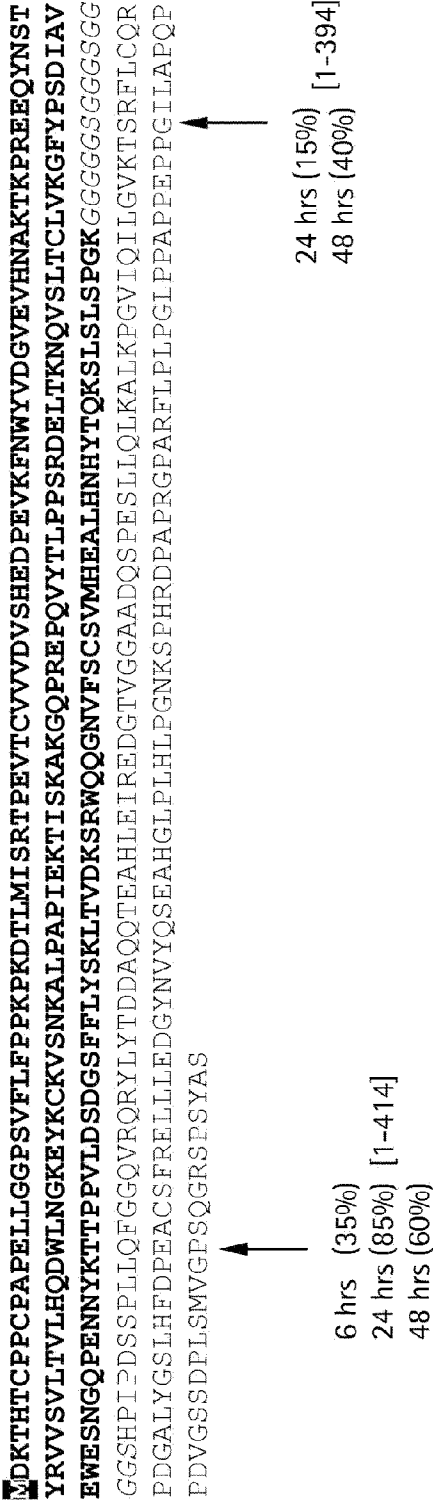 MDKTHTCPPCPAPELLGGPSVFLFPPKPKDTLMISRTPEVTCVVVDVSHEDPEVKFNWYVDGVEVHNAKTKPREEQYNST
YRVVSVLTVLHQDWLNGKEYKCKVSNKALPAPIEKTISKAKGQPREPQVYTLPPSRDELTKNQVSLTCLVKGFYPSDIAV
EWESNGQPENNYKTTPPVLDSDGSFFLYSKLTVDKSRWQQGNVFSCSVMHEALHNHYTQKSLSLSPGKGGGGGSGGGSGG
GGSHPIPDSSPLLQFGGQVRQRYLYTDDAQQTEAHLEIREDGTVGGAADQSPESLLQLKALKPGVIQILGVKTSRFLCQR
PDGALYGSLHFDPEACSFRELLLEDGYNVYQSEAHGLPLHLPGNKSPHRDPAPRGPARFLPLPGLPPAPPEPPGILAPQP
PDVGSSDPLSMVGPSQGRSPSYAS
24 hrs (15%) [1-394]
48 hrs (40%)
6 hrs (35%)
24 hrs (85%) [1-414]
48 hrs (60%)